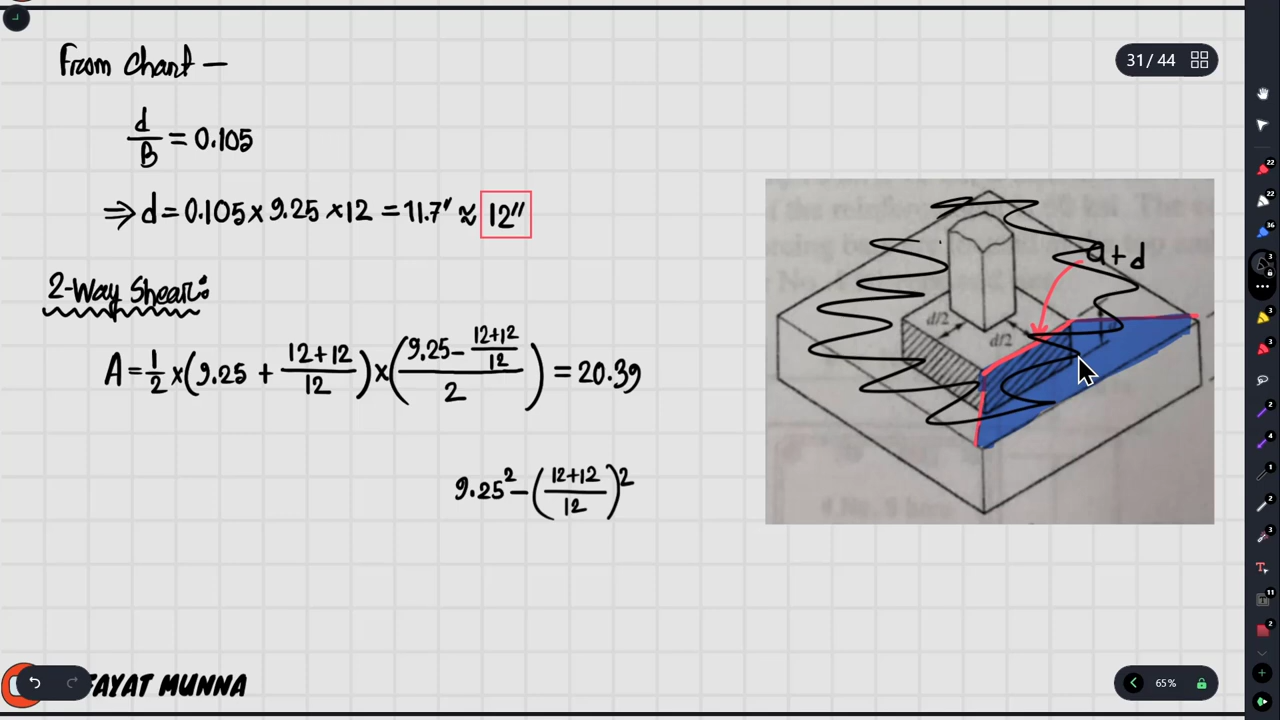 From Chart —
31 / 44
d/B = 0.105
⇒ d = 0.105 × 9.25 × 12 = 11.7" ≈ 12"
2-Way Shear:
A = 1/2 × (9.25 + (12+12)/12) × ((9.25 - (12+12)/12)/2) = 20.39
9.25² - ((12+12)/12)²
a + d
d/2
d/2
FAYAT MUNNA
65%